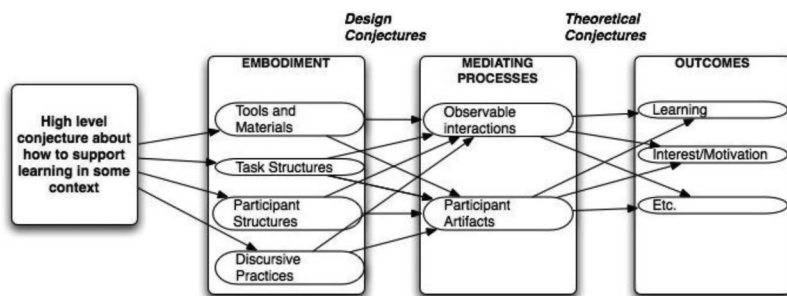 Design
Conjectures
Theoretical
Conjectures
High level
conjecture about
how to support
learning in some
context
EMBODIMENT
Tools and
Materials
Task Structures
Participant
Structures
Discursive
Practices
MEDIATING
PROCESSES
Observable
interactions
Participant
Artifacts
OUTCOMES
Learning
Interest/Motivation
Etc.